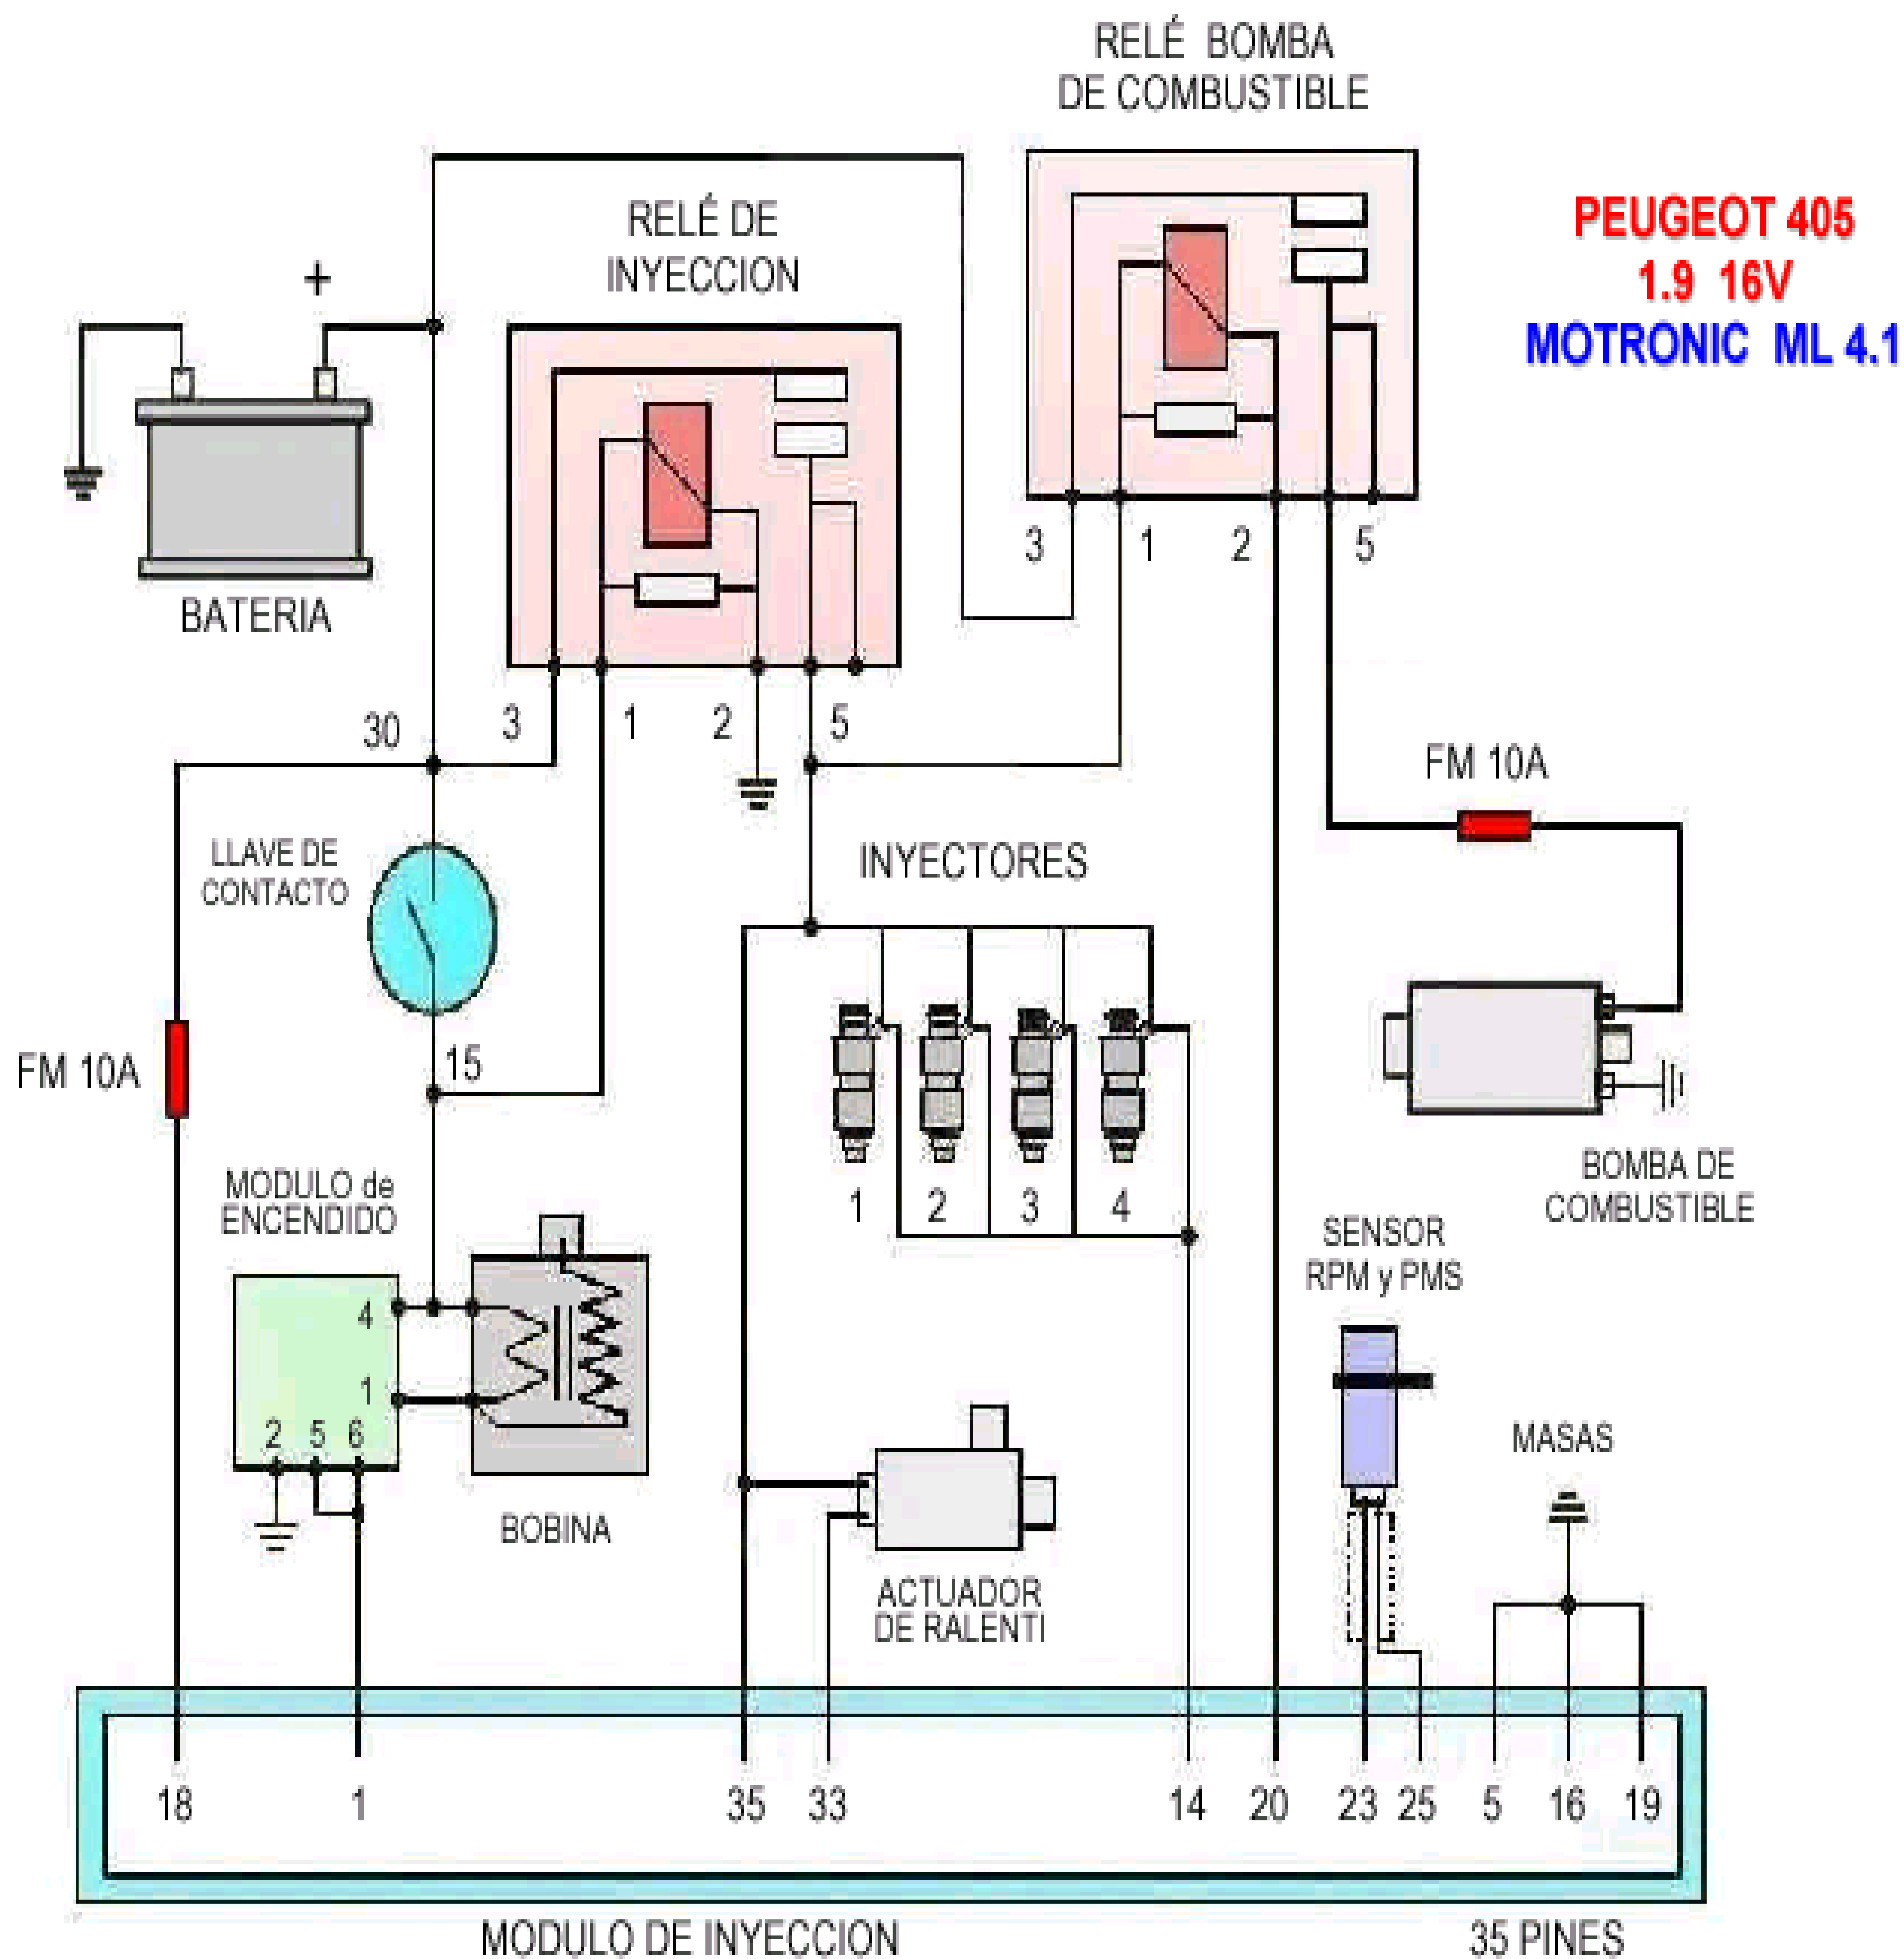 RELÉ BOMBA
DE COMBUSTIBLE
PEUGEOT 405
1.9 16V
MOTRONIC ML 4.1
RELÉ DE
INYECCION
+
BATERIA
3 1 2 5
30
3 1 2 5
FM 10A
LLAVE DE
CONTACTO
INYECTORES
FM 10A
15
MODULO de
ENCENDIDO
1 2 3 4
BOMBA DE
COMBUSTIBLE
SENSOR
RPM y PMS
4
1
2 5 6
BOBINA
MASAS
ACTUADOR
DE RALENTI
18 1 35 33 14 20 23 25 5 16 19
MODULO DE INYECCION
35 PINES